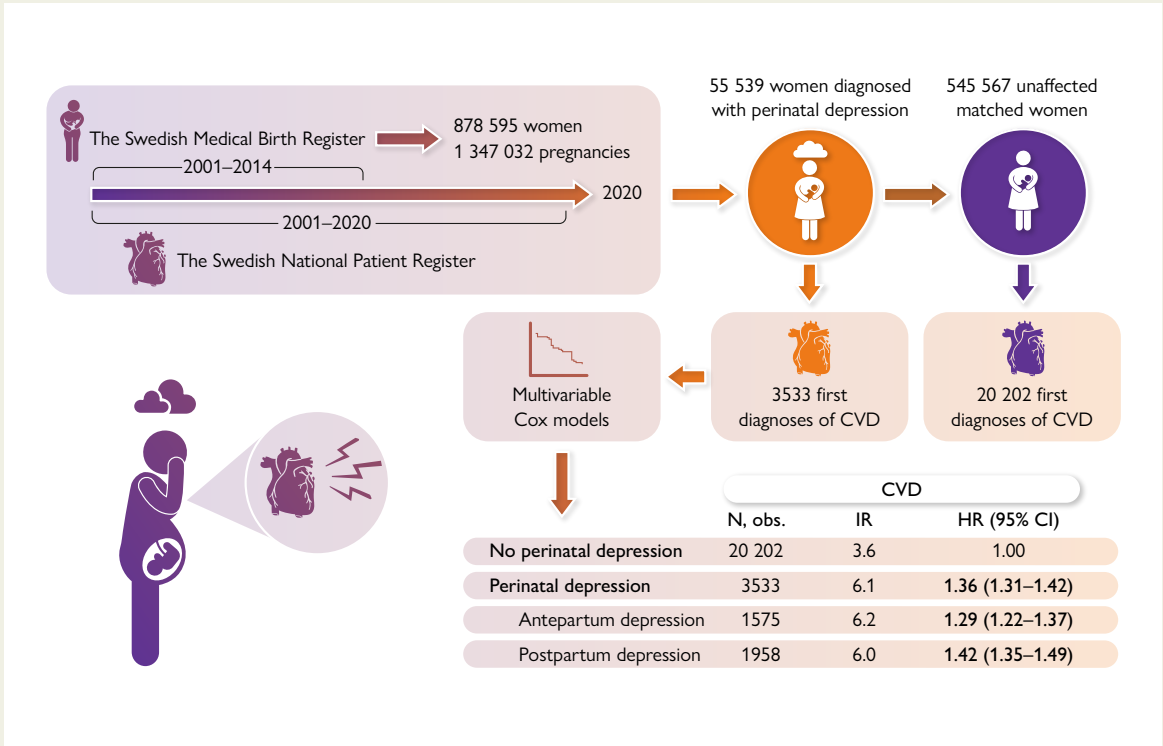 The Swedish Medical Birth Register
878 595 women
1 347 032 pregnancies
2001–2014
2020
2001–2020
The Swedish National Patient Register
55 539 women diagnosed
with perinatal depression
545 567 unaffected
matched women
Multivariable
Cox models
3533 first
diagnoses of CVD
20 202 first
diagnoses of CVD
CVD
N, obs. IR HR (95% CI)
No perinatal depression 20 202 3.6 1.00
Perinatal depression 3533 6.1 1.36 (1.31–1.42)
Antepartum depression 1575 6.2 1.29 (1.22–1.37)
Postpartum depression 1958 6.0 1.42 (1.35–1.49)